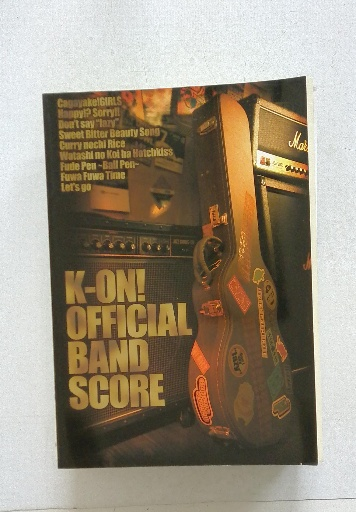 Cagayake!GIRLS
Happy!? Sorry!!
Don't say "lazy"
Sweet Bitter Beauty Song
Curry nochi Rice
Watashi no Koi ha Hotchkiss
Fude Pen ~Ball Pen~
Fuwa Fuwa Time
Let's go
K-ON!
OFFICIAL
BAND
SCORE